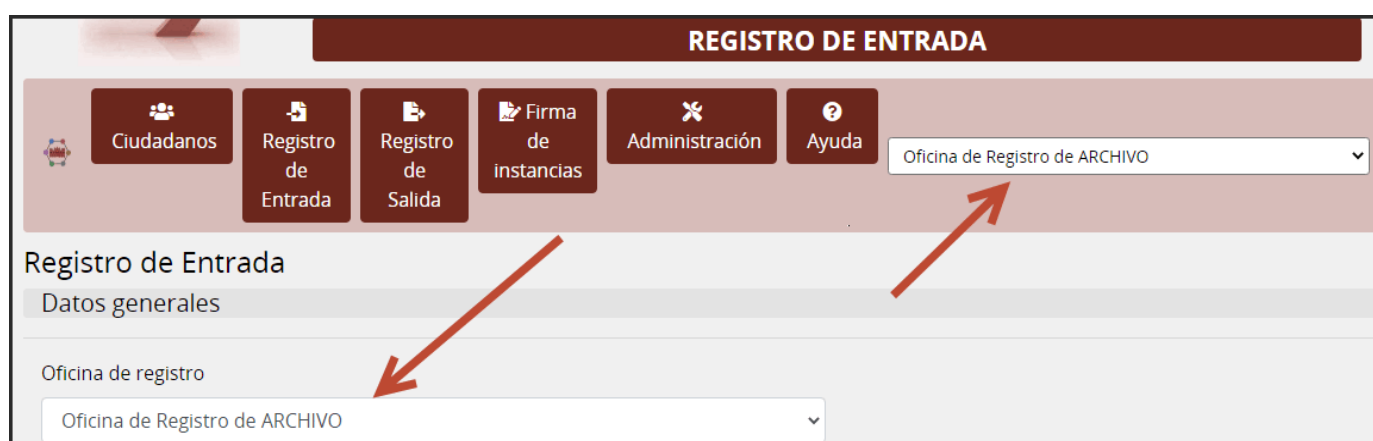 REGISTRO DE ENTRADA
Ciudadanos
Registro
de
Entrada
Registro
de
Salida
Firma
de
instancias
Administración
Ayuda
Oficina de Registro de ARCHIVO
Registro de Entrada
Datos generales
Oficina de registro
Oficina de Registro de ARCHIVO